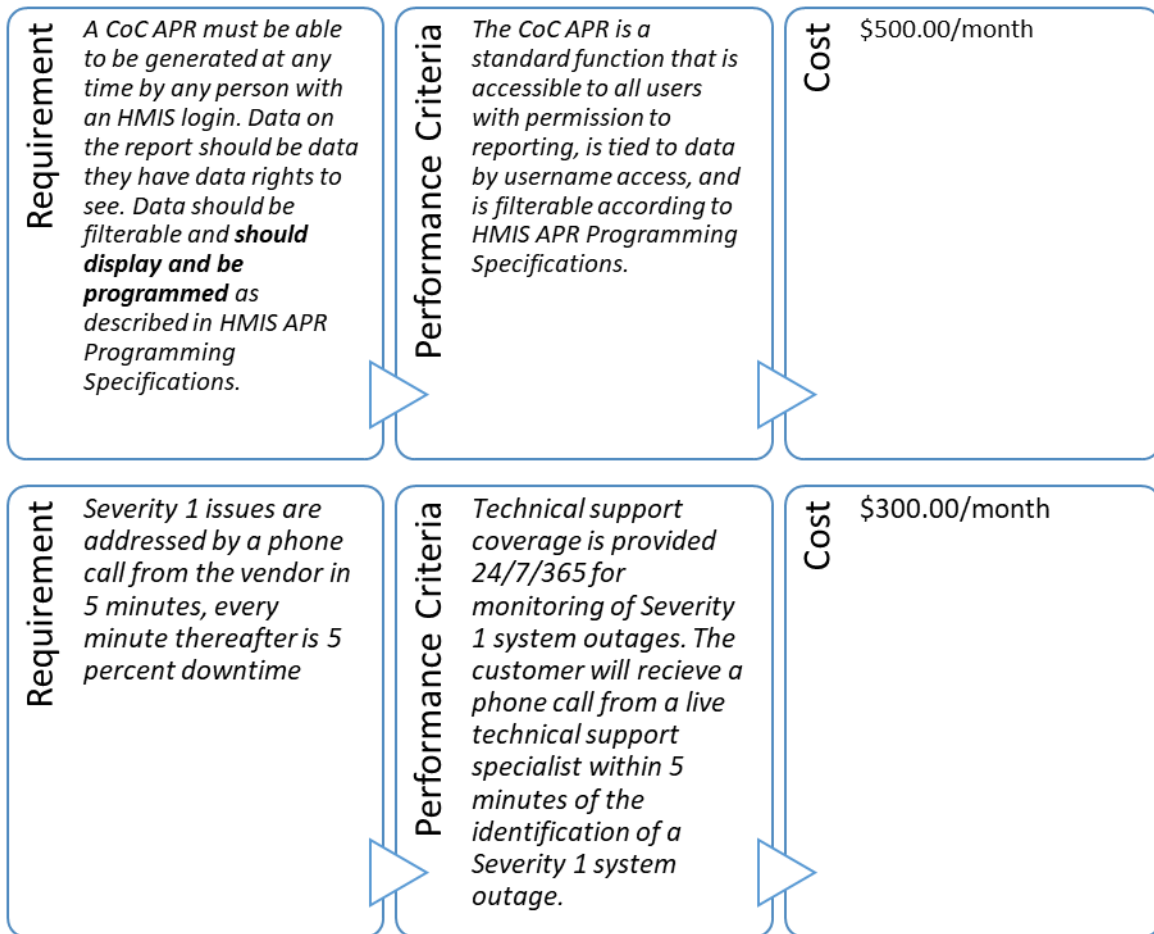 Requirement
A CoC APR must be able
to be generated at any
time by any person with
an HMIS login. Data on
the report should be data
they have data rights to
see. Data should be
filterable and should
display and be
programmed as
described in HMIS APR
Programming
Specifications.
Performance Criteria
The CoC APR is a
standard function that is
accessible to all users
with permission to
reporting, is tied to data
by username access, and
is filterable according to
HMIS APR Programming
Specifications.
Cost
$500.00/month
Requirement
Severity 1 issues are
addressed by a phone
call from the vendor in
5 minutes, every
minute thereafter is 5
percent downtime
Performance Criteria
Technical support
coverage is provided
24/7/365 for
monitoring of Severity
1 system outages. The
customer will recieve a
phone call from a live
technical support
specialist within 5
minutes of the
identification of a
Severity 1 system
outage.
Cost
$300.00/month